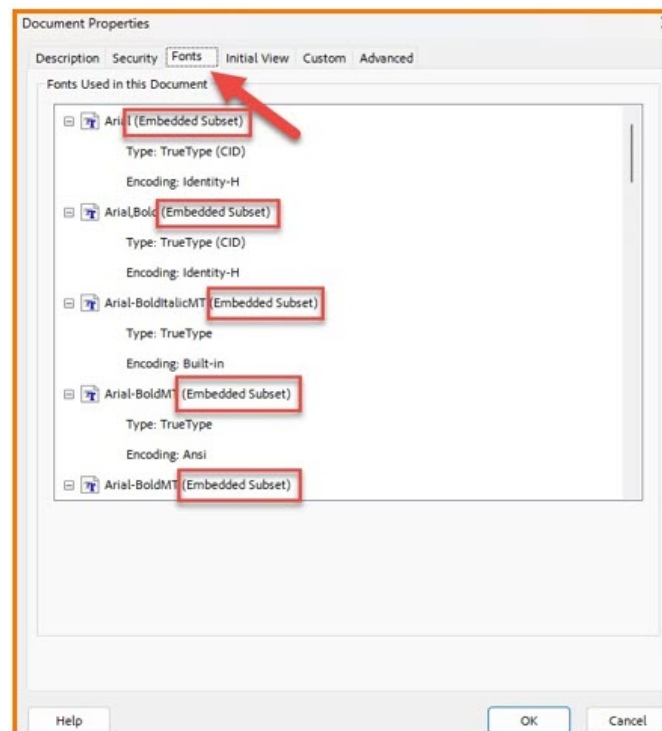 Document Properties
Description Security Fonts Initial View Custom Advanced
Fonts Used in this Document
Arial (Embedded Subset)
Type: TrueType (CID)
Encoding: Identity-H
Arial,Bold (Embedded Subset)
Type: TrueType (CID)
Encoding: Identity-H
Arial-BoldItalicMT (Embedded Subset)
Type: TrueType
Encoding: Built-in
Arial-BoldMT (Embedded Subset)
Type: TrueType
Encoding: Ansi
Arial-BoldMT (Embedded Subset)
Help OK Cancel